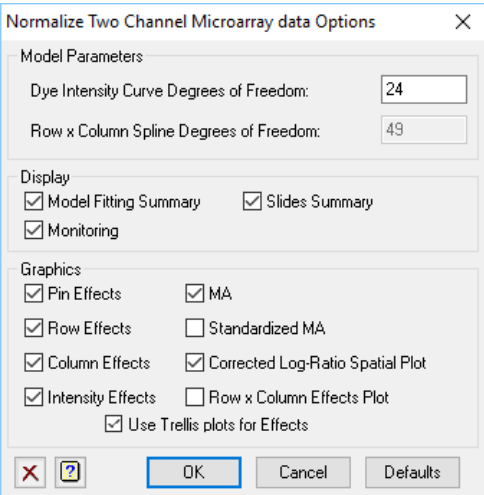 Normalize Two Channel Microarray data Options
Model Parameters
Dye Intensity Curve Degrees of Freedom: 24
Row x Column Spline Degrees of Freedom: 49
Display
Model Fitting Summary Slides Summary
Monitoring
Graphics
Pin Effects MA
Row Effects Standardized MA
Column Effects Corrected Log-Ratio Spatial Plot
Intensity Effects Row x Column Effects Plot
Use Trellis plots for Effects
? OK Cancel Defaults